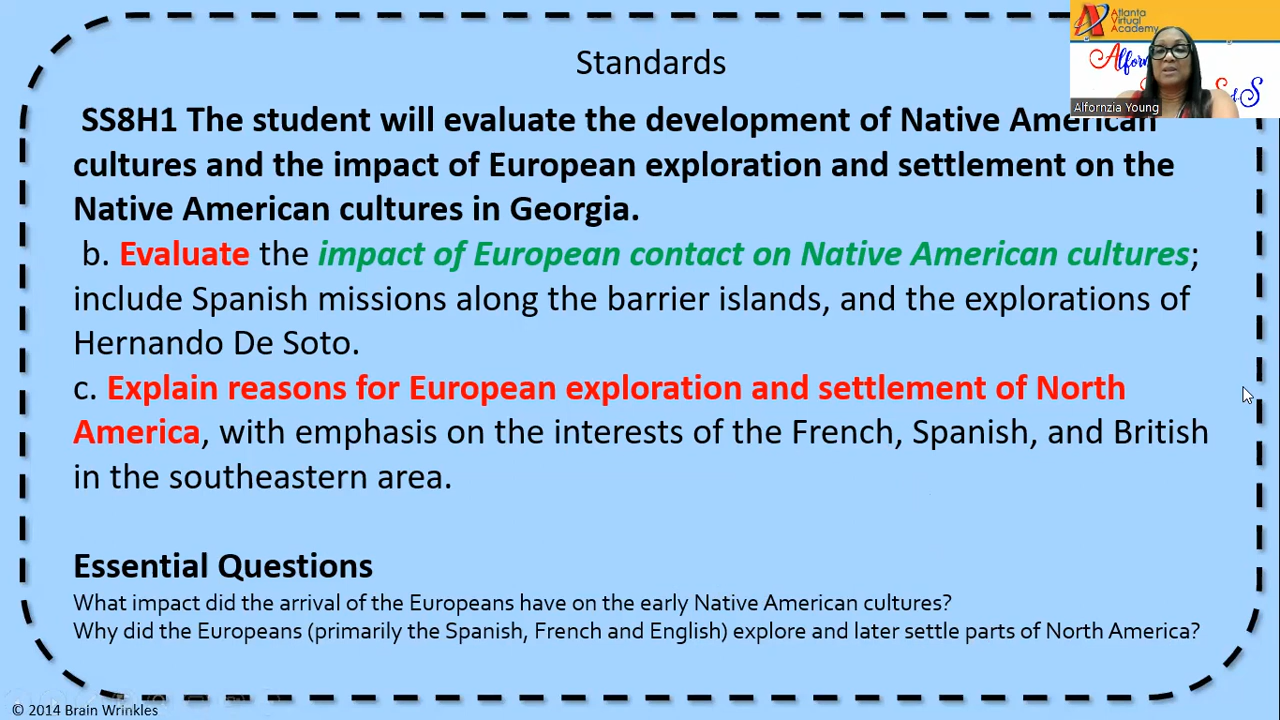 Standards
SS8H1 The student will evaluate the development of Native American
cultures and the impact of European exploration and settlement on the
Native American cultures in Georgia.
b. Evaluate the impact of European contact on Native American cultures;
include Spanish missions along the barrier islands, and the explorations of
Hernando De Soto.
c. Explain reasons for European exploration and settlement of North
America, with emphasis on the interests of the French, Spanish, and British
in the southeastern area.
Essential Questions
What impact did the arrival of the Europeans have on the early Native American cultures?
Why did the Europeans (primarily the Spanish, French and English) explore and later settle parts of North America?
© 2014 Brain Wrinkles
Atlanta
Virtual
Academy
Alfornzia Young